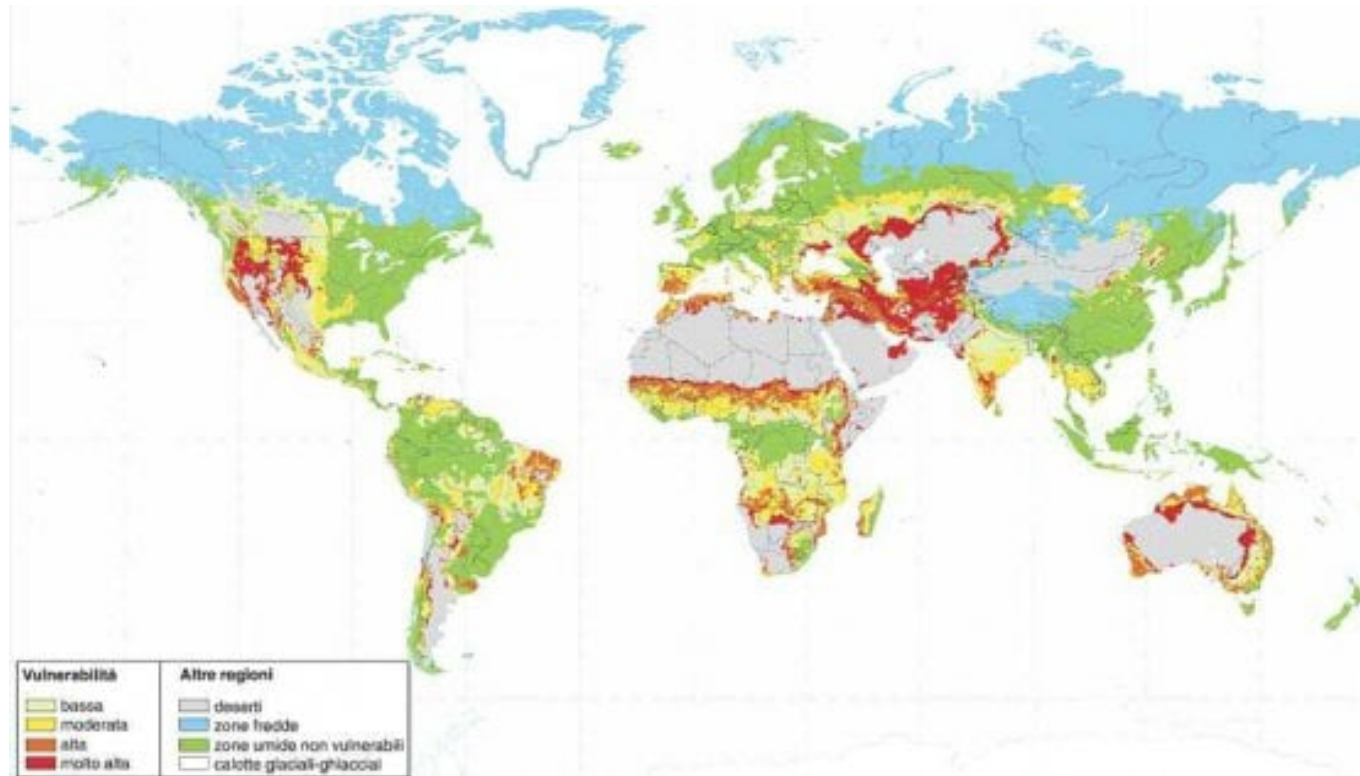 Vulnerabilità
bassa
moderata
alta
molto alta
Altre regioni
deserti
zone fredde
zone umide non vulnerabili
calotte glaciali-ghiacciai